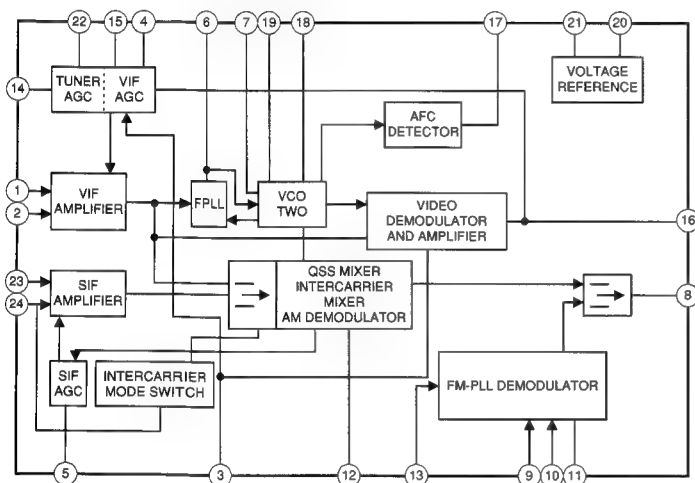 22
15
4
6
7
19
18
17
21
20
14
TUNER VIF
AGC AGC
VOLTAGE
REFERENCE
AFC
DETECTOR
1
2
VIF
AMPLIFIER
FPLL
VCO
TWO
VIDEO
DEMODULATOR
AND AMPLIFIER
16
23
24
SIF
AMPLIFIER
QSS MIXER
INTERCARRIER
MIXER
AM DEMODULATOR
8
SIF
AGC
INTERCARRIER
MODE SWITCH
FM-PLL DEMODULATOR
5
3
12
13
9
10
11